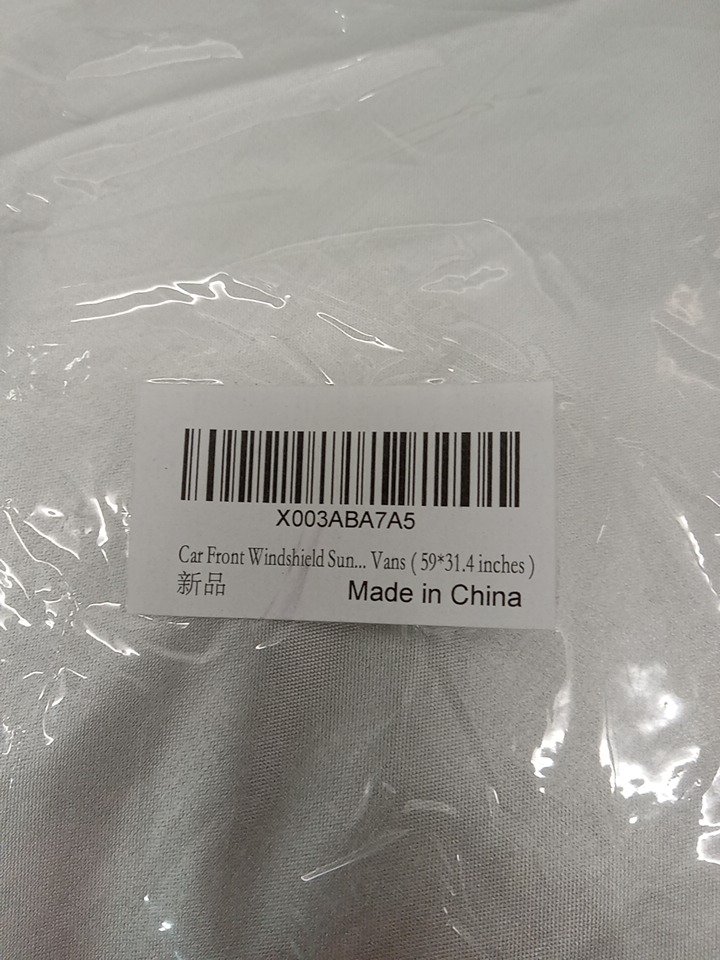 X003ABA7A5
Car Front Windshield Sun... Vans ( 59*31.4 inches )
新品
Made in China